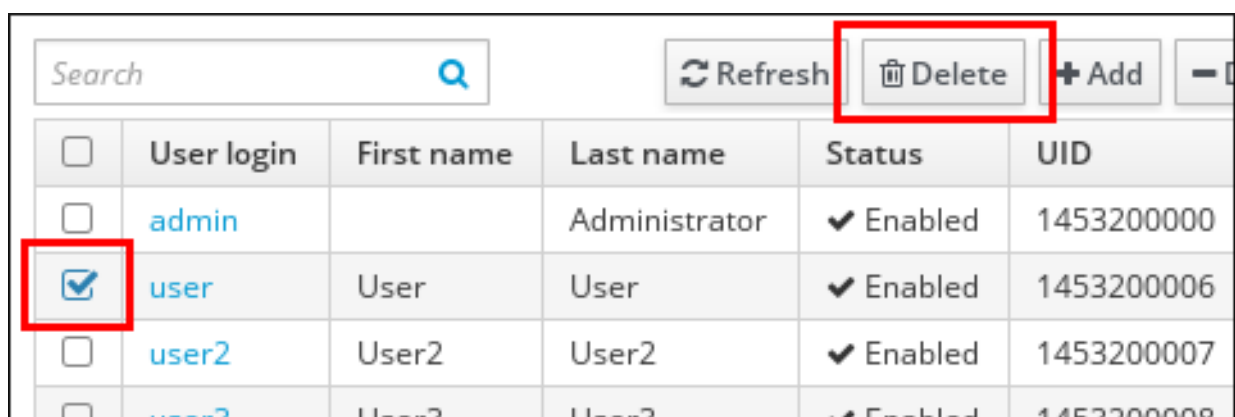 Search Refresh Delete Add
User login First name Last name Status UID
admin Administrator Enabled 1453200000
user User User Enabled 1453200006
user2 User2 User2 Enabled 1453200007